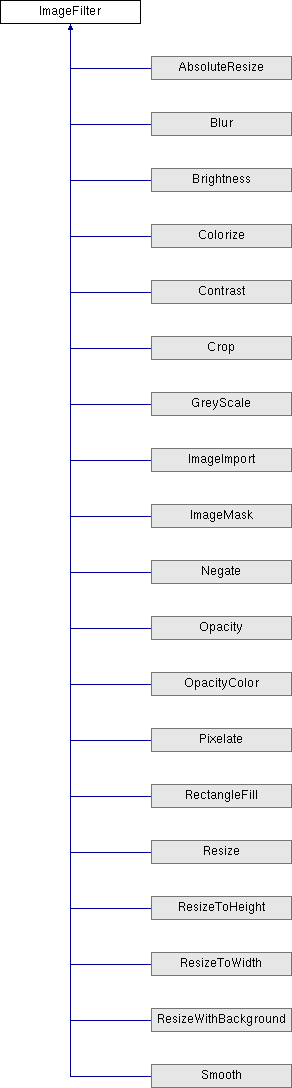 ImageFilter
AbsoluteResize
Blur
Brightness
Colorize
Contrast
Crop
GreyScale
ImageImport
ImageMask
Negate
Opacity
OpacityColor
Pixelate
RectangleFill
Resize
ResizeToHeight
ResizeToWidth
ResizeWithBackground
Smooth